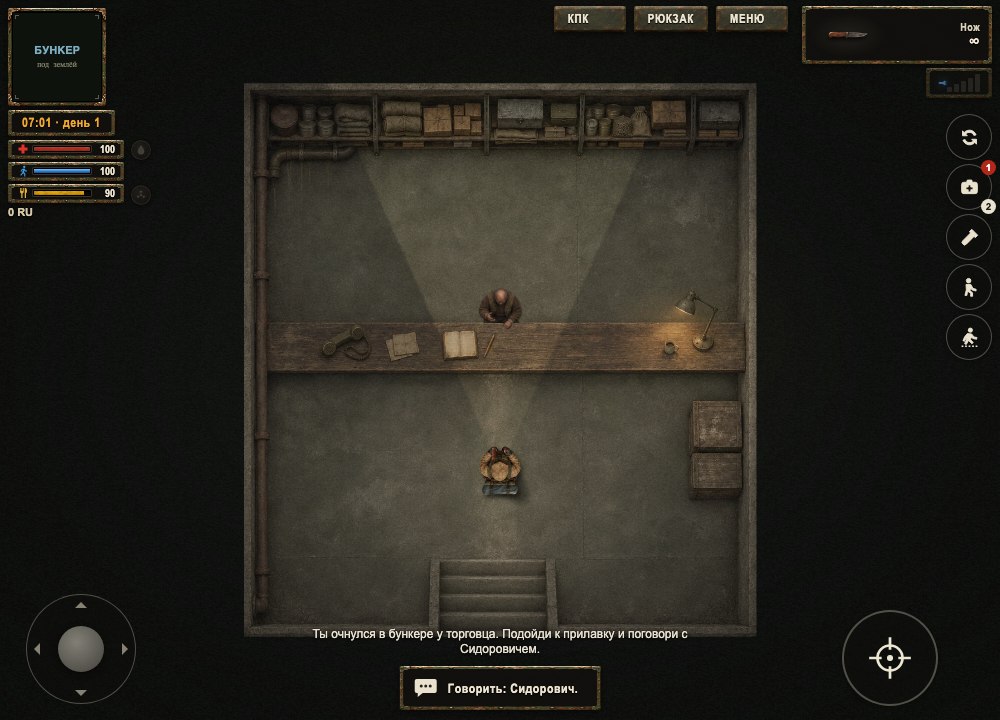 КПК
РЮКЗАК
МЕНЮ
БУНКЕР
под землёй
Нож
∞
07:01 · день 1
100
100
90
0 RU
1
2
Ты очнулся в бункере у торговца. Подойди к прилавку и поговори с
Сидоровичем.
Говорить: Сидорович.